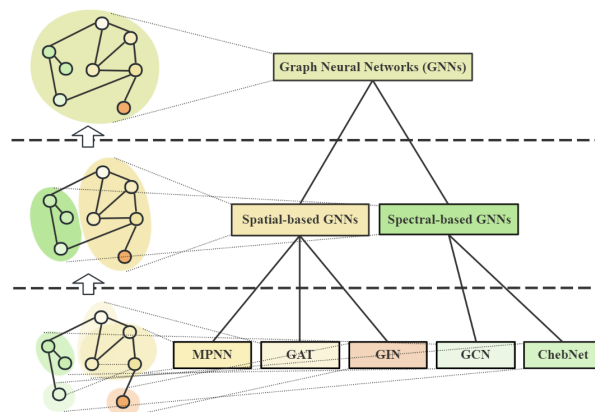 Graph Neural Networks (GNNs)
Spatial-based GNNs
Spectral-based GNNs
MPNN
GAT
GIN
GCN
ChebNet